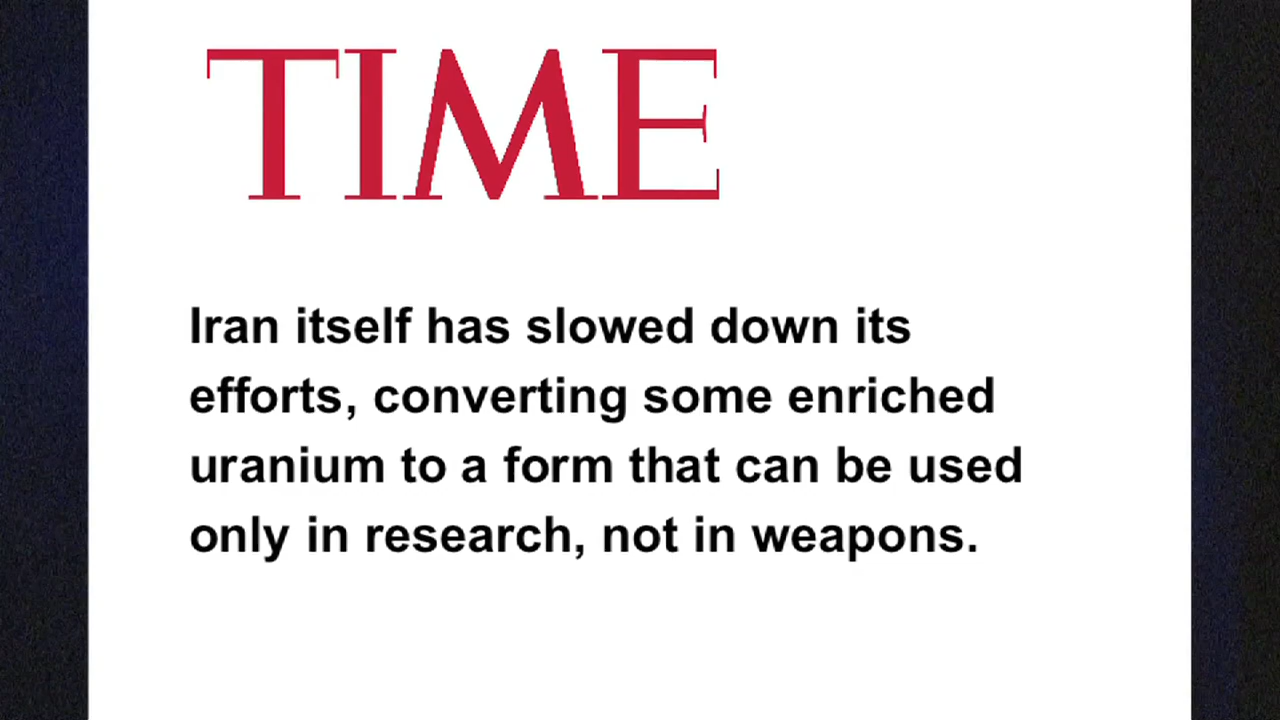 TIME
Iran itself has slowed down its
efforts, converting some enriched
uranium to a form that can be used
only in research, not in weapons.